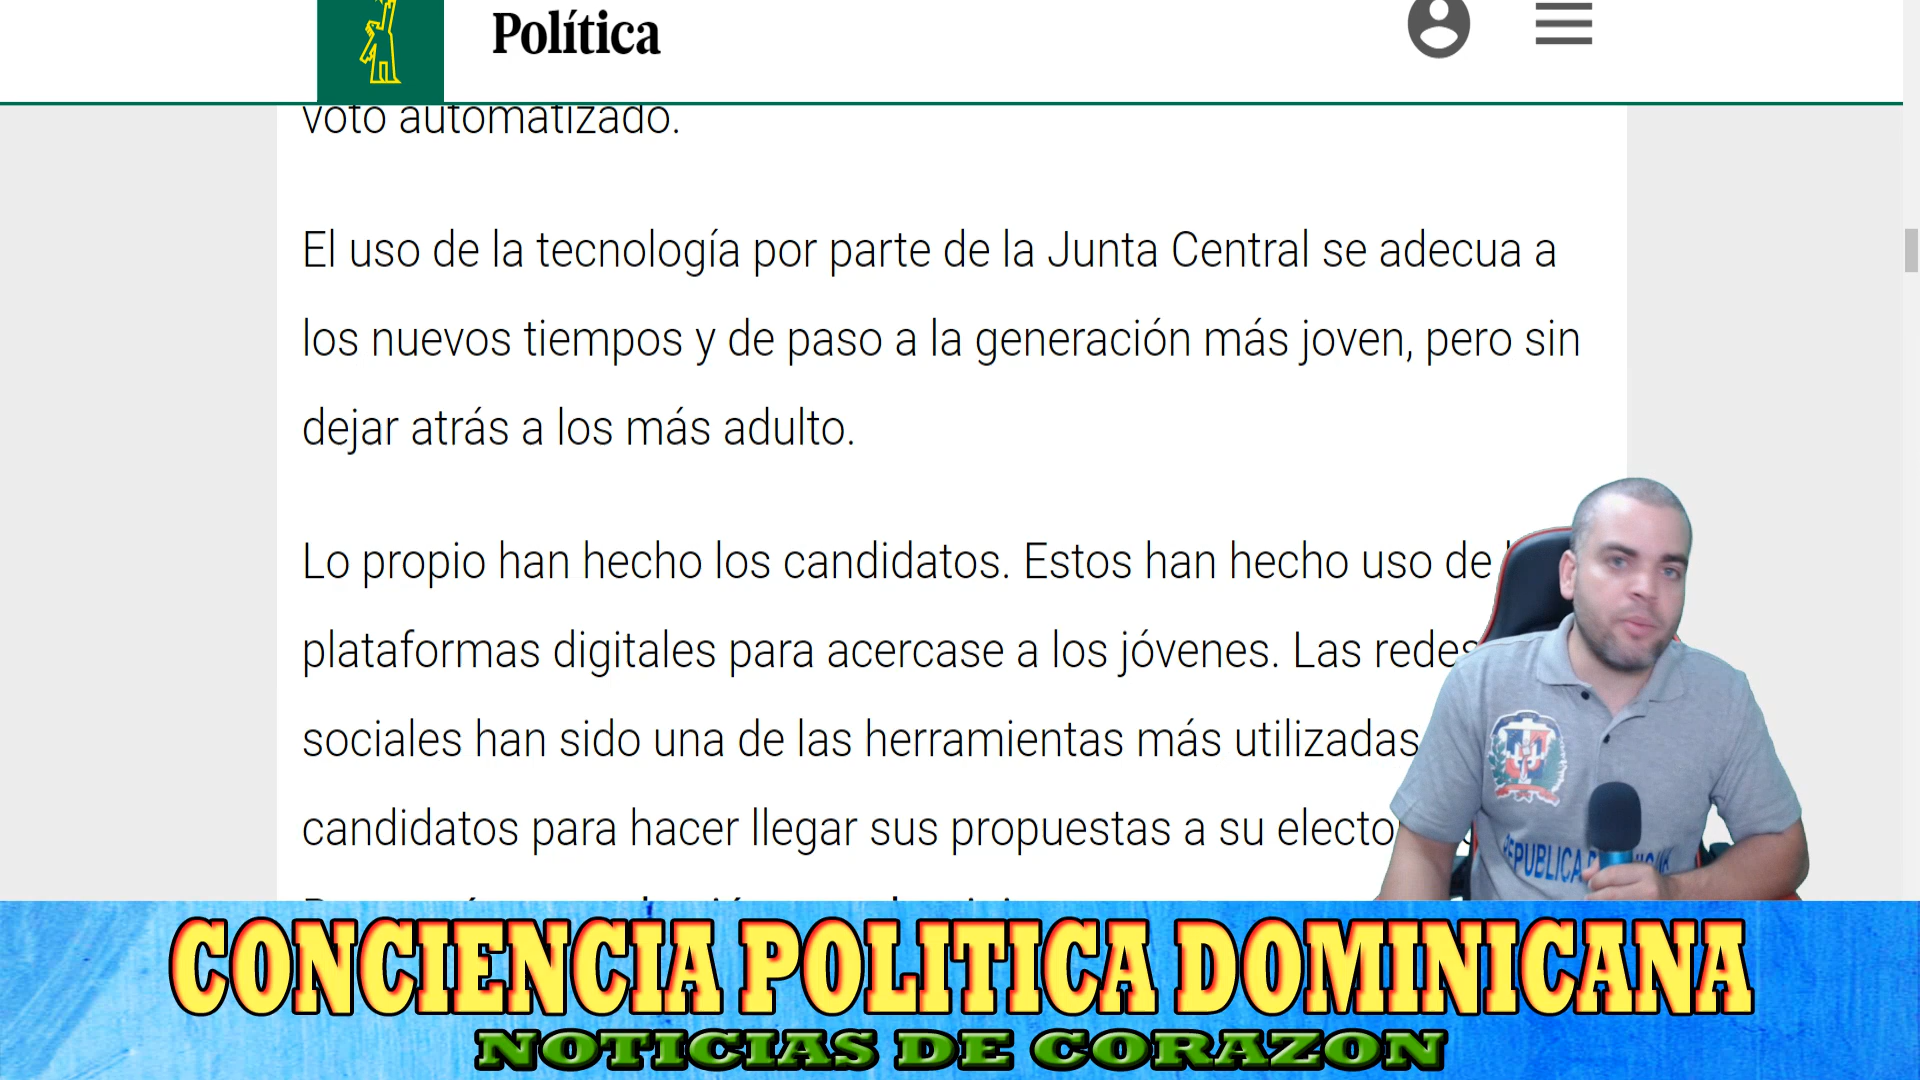 Política
voto automatizado.
El uso de la tecnología por parte de la Junta Central se adecua a
los nuevos tiempos y de paso a la generación más joven, pero sin
dejar atrás a los más adulto.
Lo propio han hecho los candidatos. Estos han hecho uso de
plataformas digitales para acercase a los jóvenes. Las redes
sociales han sido una de las herramientas más utilizadas
candidatos para hacer llegar sus propuestas a su
REPUBLICA
CONCIENCIA POLITICA DOMINICANA
NOTICIAS DE CORAZON